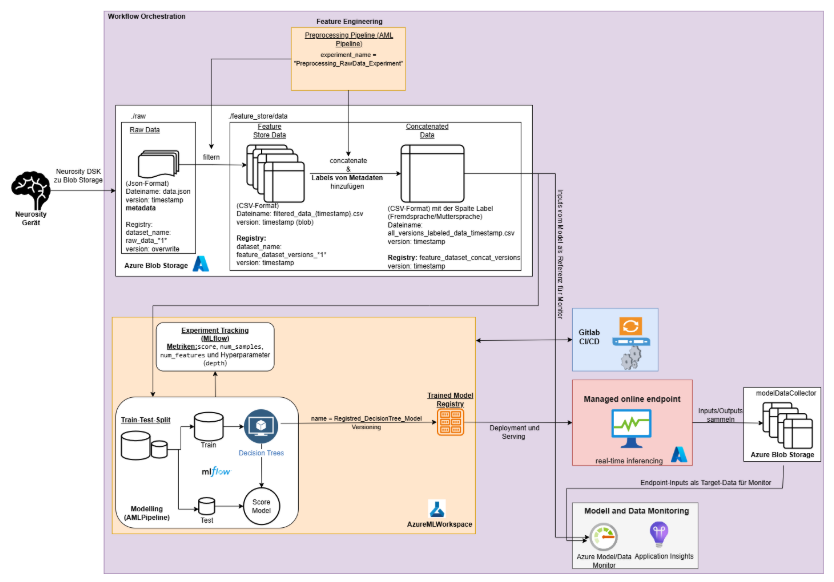 Workflow Orchestration
Feature Engineering
Preprocessing Pipeline (AML
Pipeline)
experiment_name =
"Preprocessing_RawData_Experiment"
./raw
./feature_store/data
Raw Data
(Json-Format)
Dateiname: data.json
version: timestamp
metadata
Registry:
dataset_name:
raw_data_"1"
version: overwrite
Azure Blob Storage
filtern
Feature
Store Data
(CSV-Format)
Dateiname: filtered_data_(timestamp).csv
version: timestamp (blob)
Registry:
dataset_name:
feature_dataset_versions_"1"
version: timestamp
concatenate
&
Labels von Metadaten
hinzufügen
Concatenated
Data
(CSV-Format) mit der Spalte Label
(Fremdsprache/Muttersprache)
Dateiname:
all_versions_labeled_data_timestamp.csv
version: timestamp
Registry: feature_dataset_concat_versions
version: timestamp
Neurosity DSK
zu Blob Storage
Neurosity
Gerät
Inputs vom Model als Referenz für Monitor
Experiment Tracking
(MLflow)
Metriken:score, num_samples,
num_features und Hyperparameter
(depth)
Gitlab
CI/CD
Train-Test-Split
Train
Decision Trees
mlflow
Test
Score
Model
Modelling
(AMLPipeline)
name = Registred_DecisionTree_Model
Versioning
Trained Model
Registry
AzureMLWorkspace
Deployment und
Serving
Managed online endpoint
real-time inferencing
Inputs/Outputs
sammeln
modelDataCollector
Azure Blob Storage
Endpoint-Inputs als Target-Data für Monitor
Modell and Data Monitoring
Azure Model/Data
Monitor
Application Insights